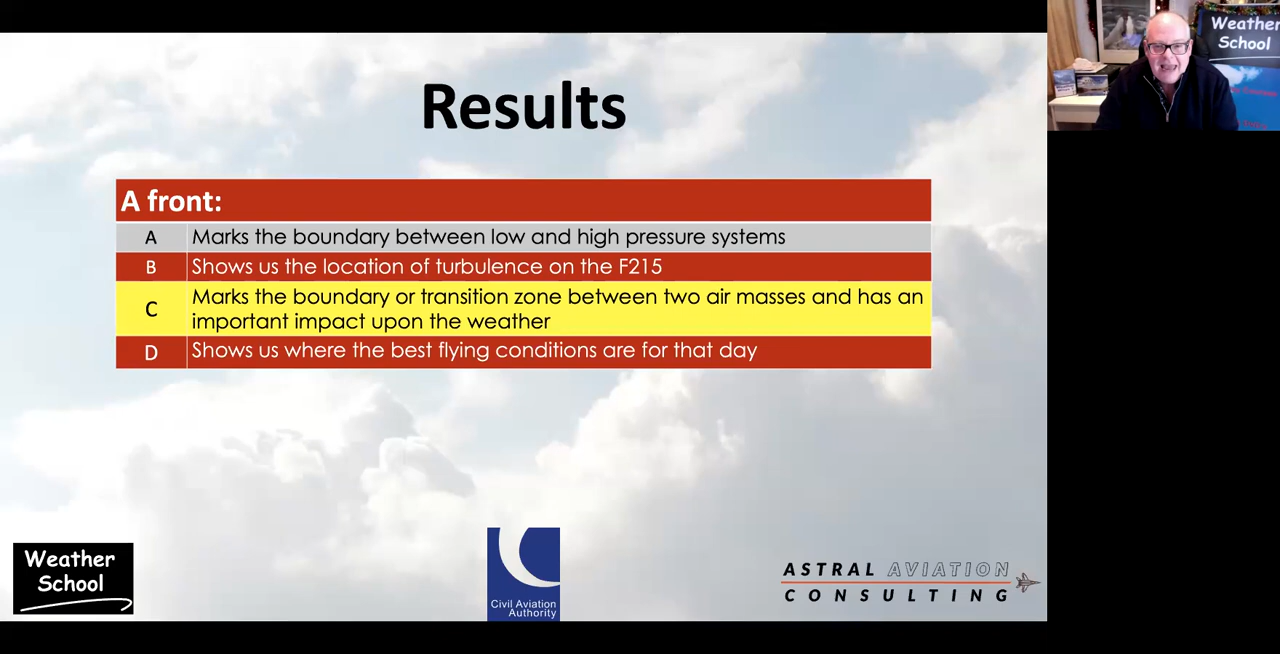 Results
A front:
A Marks the boundary between low and high pressure systems
B Shows us the location of turbulence on the F215
C Marks the boundary or transition zone between two air masses and has an
important impact upon the weather
D Shows us where the best flying conditions are for that day
Weather
School
Civil Aviation
Authority
ASTRAL AVIATION
CONSULTING
Weather
School